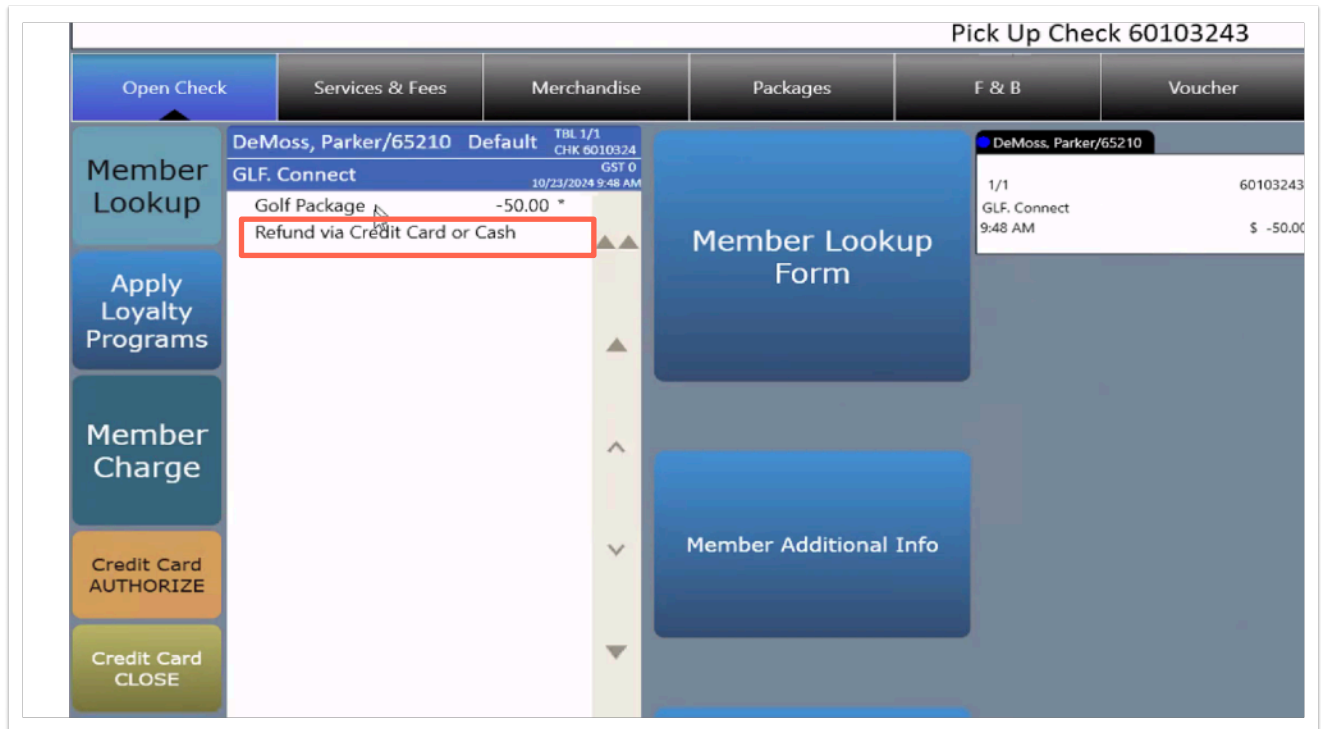 Pick Up Check 60103243
Open Check
Services & Fees
Merchandise
Packages
F & B
Voucher
Member
Lookup
Apply
Loyalty
Programs
Member
Charge
Credit Card
AUTHORIZE
Credit Card
CLOSE
DeMoss, Parker/65210 Default TBL 1/1
CHK 6010324
GLF. Connect GST 0
10/23/2024 9:48 AM
Golf Package -50.00 *
Refund via Credit Card or Cash
Member Lookup
Form
Member Additional Info
DeMoss, Parker/65210
1/1 60103243
GLF. Connect
9:48 AM $ -50.00